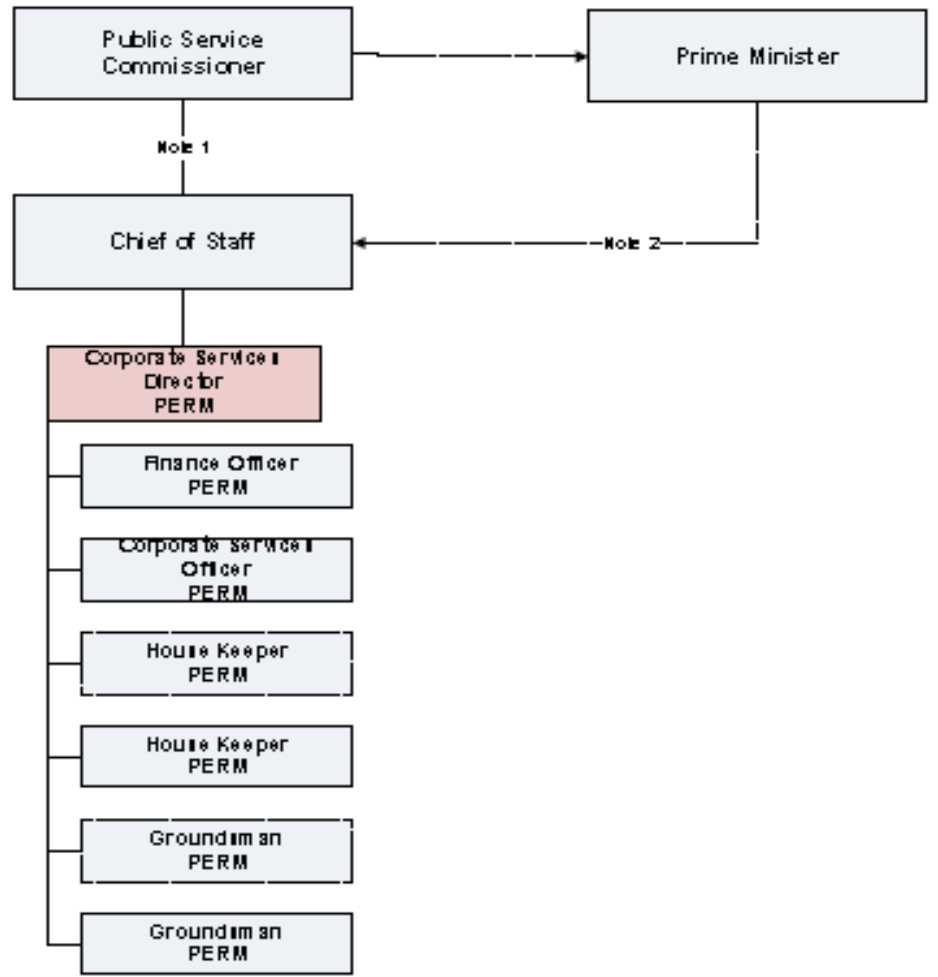 Public Service
Commissioner
Prime Minister
Note 1
Chief of Staff
Note 2
Corporate Services
Director
PERM
Finance Officer
PERM
Corporate Services
Officer
PERM
House Keeper
PERM
House Keeper
PERM
Groundsman
PERM
Groundsman
PERM